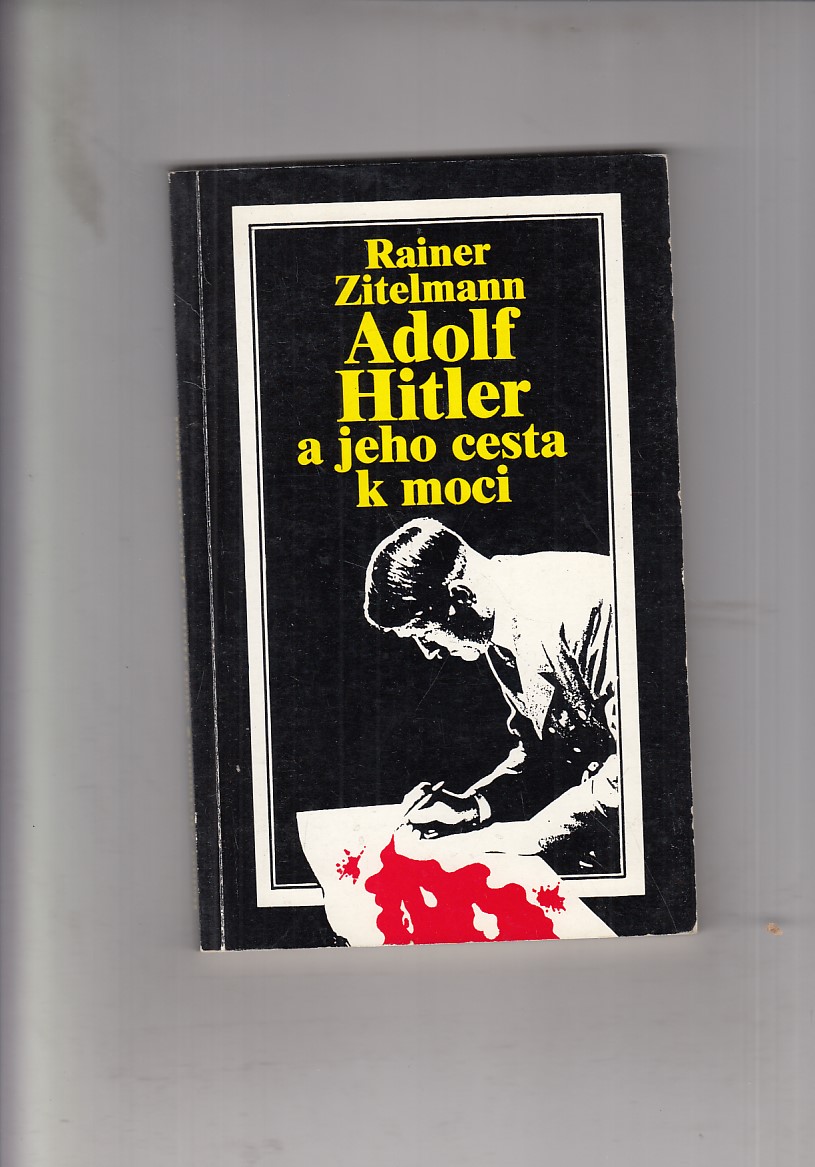 Rainer
Zitelmann
Adolf
Hitler
a jeho cesta
k moci